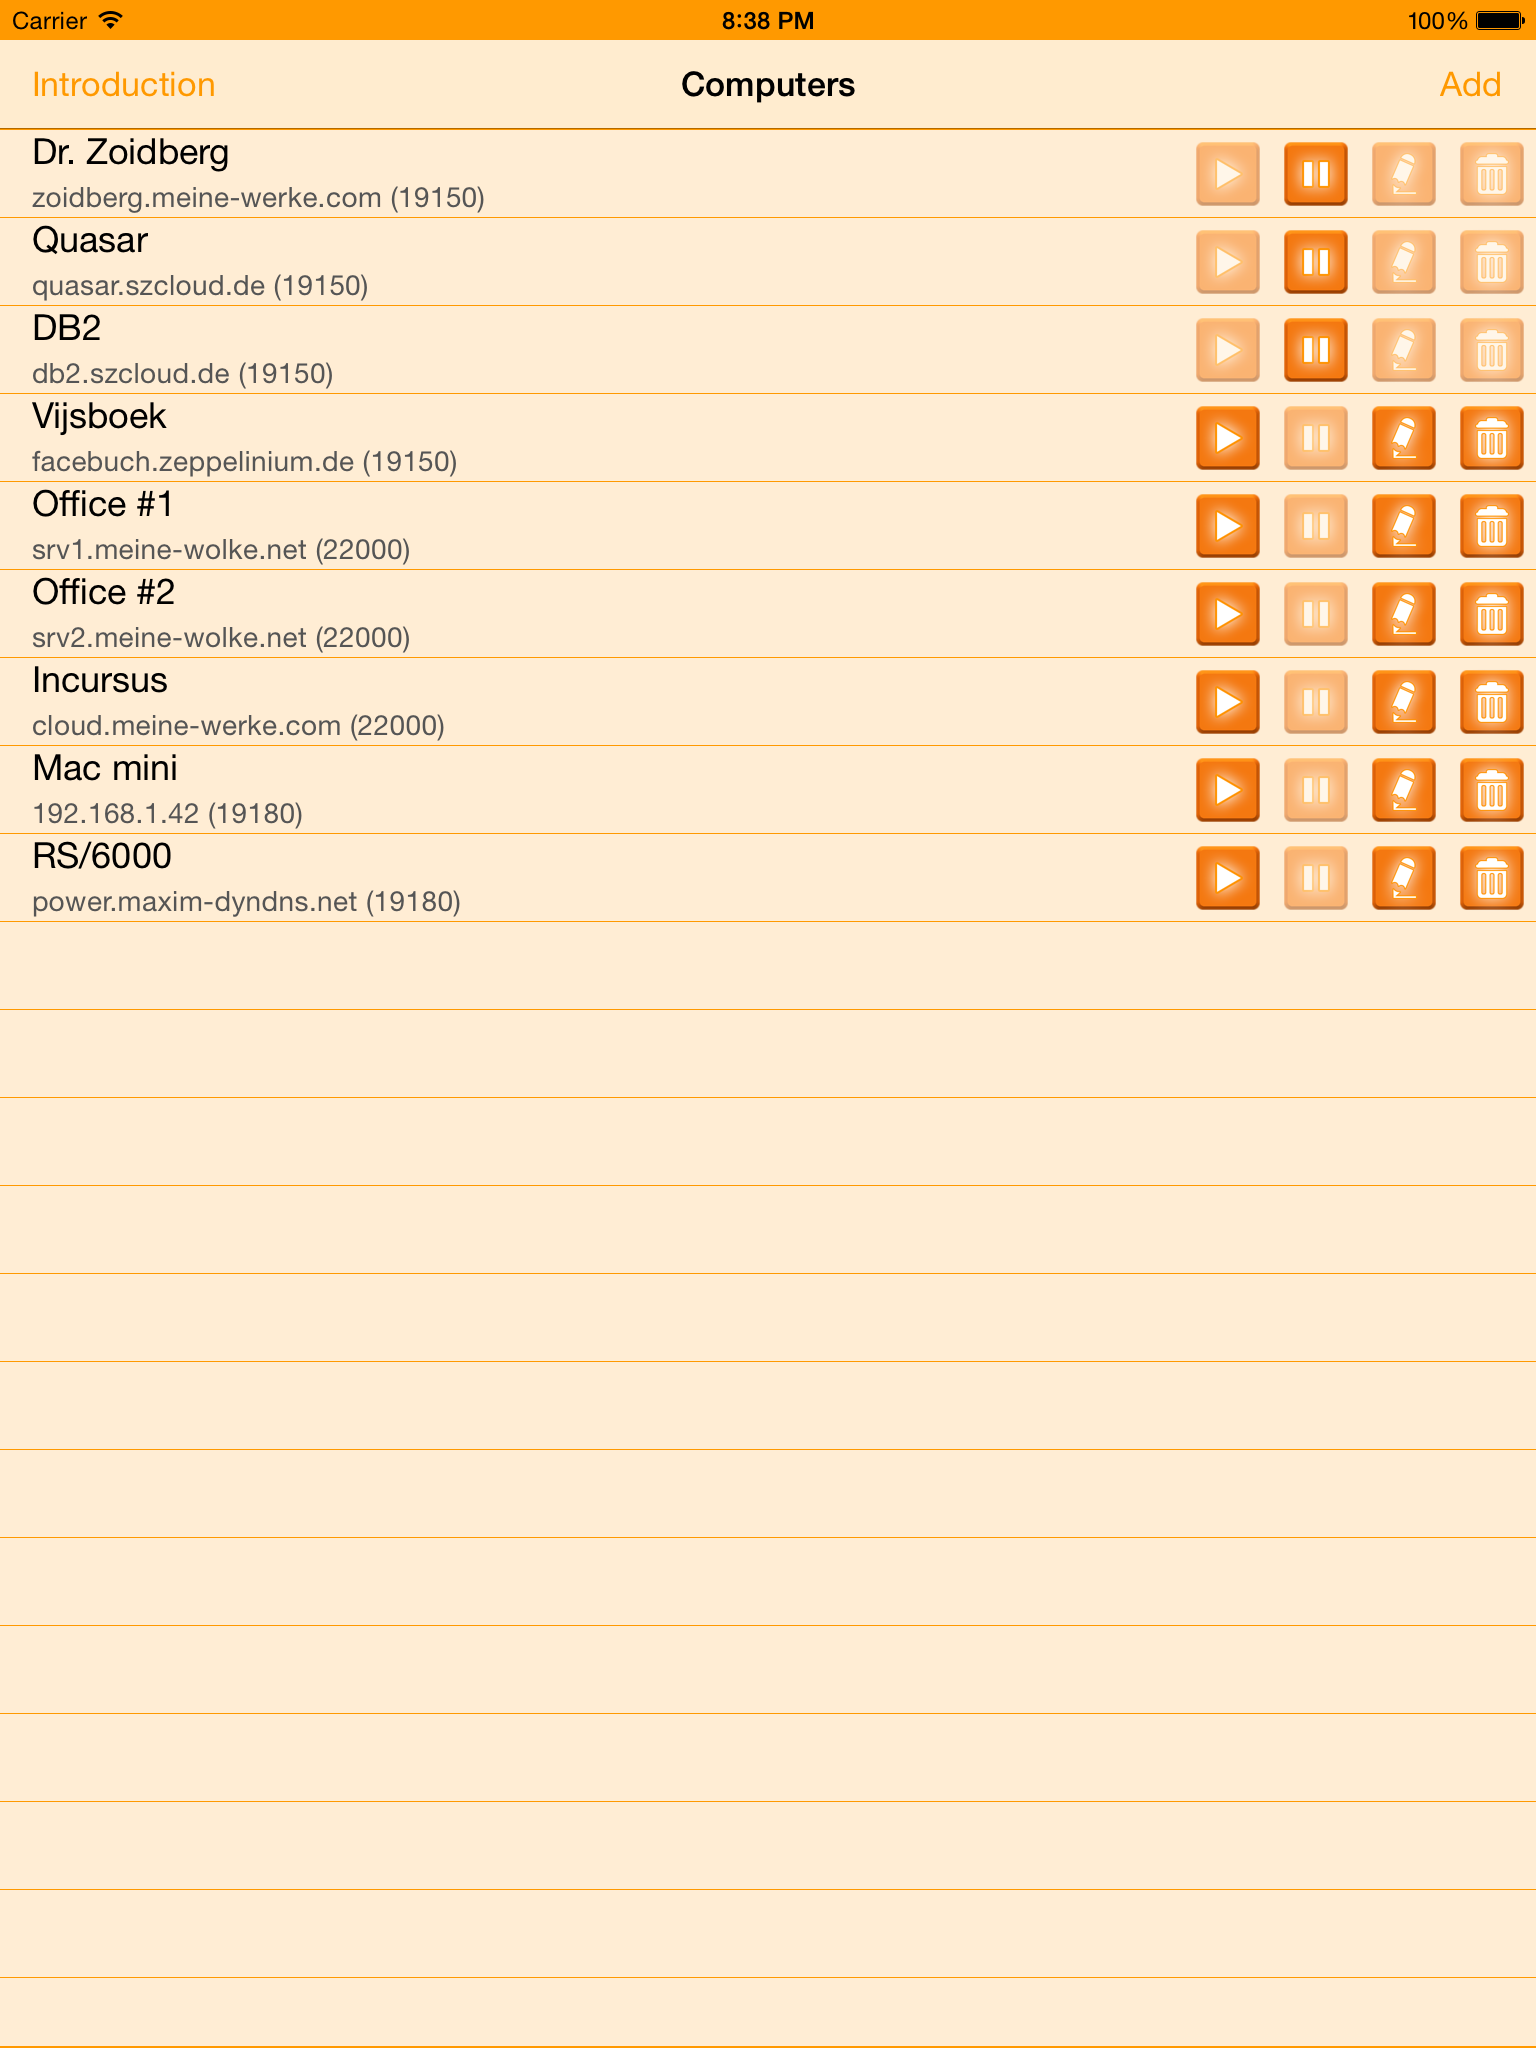 Carrier 8:38 PM 100%
Introduction Computers Add
Dr. Zoidberg
zoidberg.meine-werke.com (19150)
Quasar
quasar.szcloud.de (19150)
DB2
db2.szcloud.de (19150)
Vijsboek
facebuch.zeppelinium.de (19150)
Office #1
srv1.meine-wolke.net (22000)
Office #2
srv2.meine-wolke.net (22000)
Incursus
cloud.meine-werke.com (22000)
Mac mini
192.168.1.42 (19180)
RS/6000
power.maxim-dyndns.net (19180)